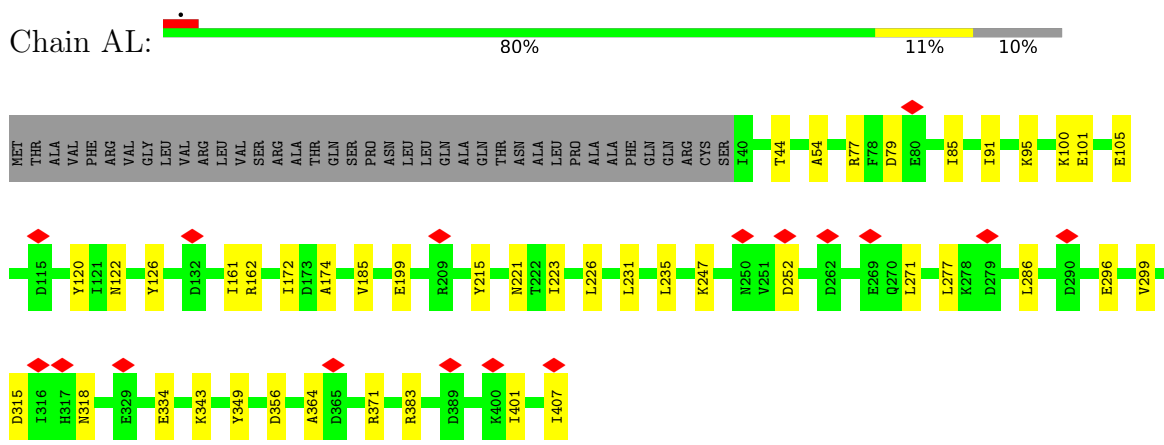 Chain AL:
80% 11% 10%
MET THR ALA VAL PHE ARG VAL GLY LEU VAL ARG LEU VAL SER ARG ALA THR GLN SER PRO ASN LEU LEU GLN ALA GLN THR ASN ALA LEU PRO ALA ALA PHE GLN GLN ARG CYS SER I40 T44 A54 R77 F78 D79 E80 I85 I91 K95 K100 E101 E105
D115 Y120 I121 N122 Y126 D132 I161 R162 I172 D173 A174 V185 E199 R209 Y215 N221 T222 I223 L226 L231 L235 K247 N250 V251 D252 D262 E269 Q270 L271 L277 K278 D279 L286 D290 E296 V299
D315 I316 H317 N318 E329 E334 K343 Y349 D356 A364 D365 R371 R383 D389 K400 I401 I407